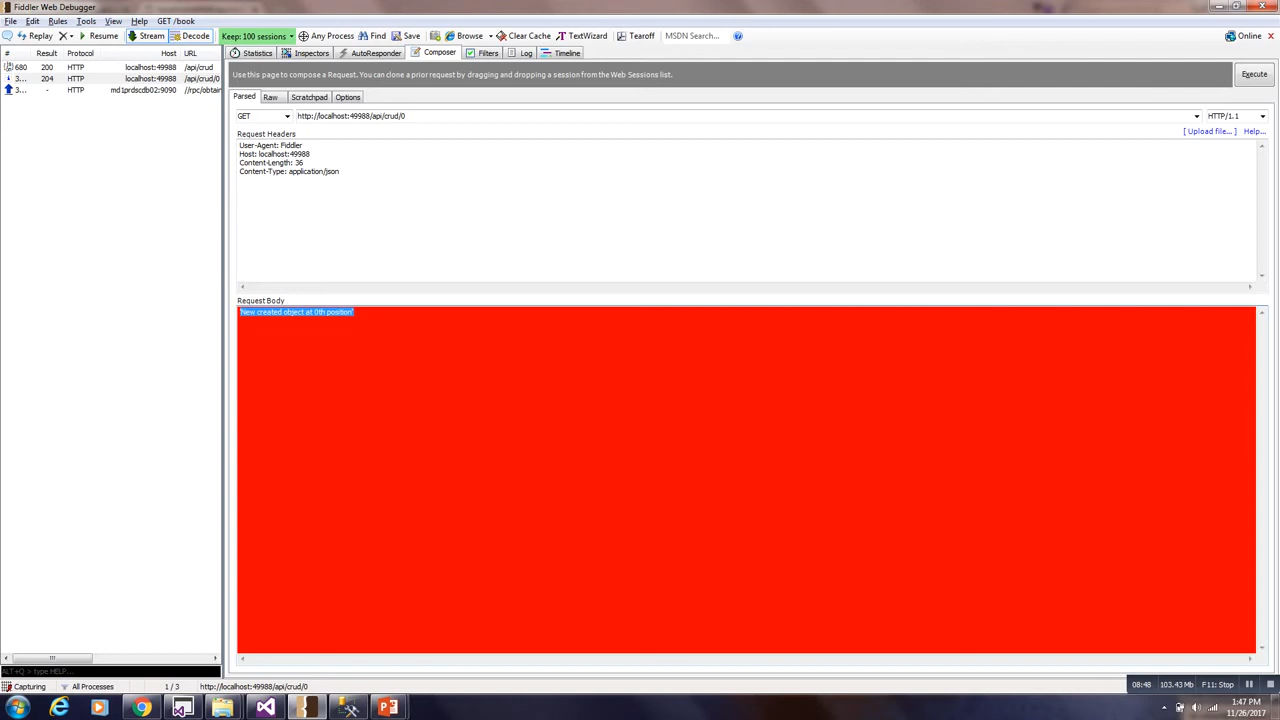 Fiddler Web Debugger
File Edit Rules Tools View Help GET /book
Replay Resume Stream Decode Keep: 100 sessions Any Process Find Save Browse Clear Cache TextWizard Tearoff MSDN Search... Online
# Result Protocol Host URL
680 200 HTTP localhost:49988 /api/crud
3... 204 HTTP localhost:49988 /api/crud/0
3... - HTTP md1prdscdb02:9090 //rpc/obtain
Statistics Inspectors AutoResponder Composer Filters Log Timeline
Use this page to compose a Request. You can clone a prior request by dragging and dropping a session from the Web Sessions list.
Execute
Parsed Raw Scratchpad Options
GET http://localhost:49988/api/crud/0 HTTP/1.1
Request Headers [ Upload file... ] Help...
User-Agent: Fiddler
Host: localhost:49988
Content-Length: 36
Content-Type: application/json
Request Body
'New created object at 0th position'
ALT+Q > type HELP...
Capturing All Processes 1 / 3 http://localhost:49988/api/crud/0
08:48 103.43 Mb F11: Stop
1:47 PM
11/26/2017